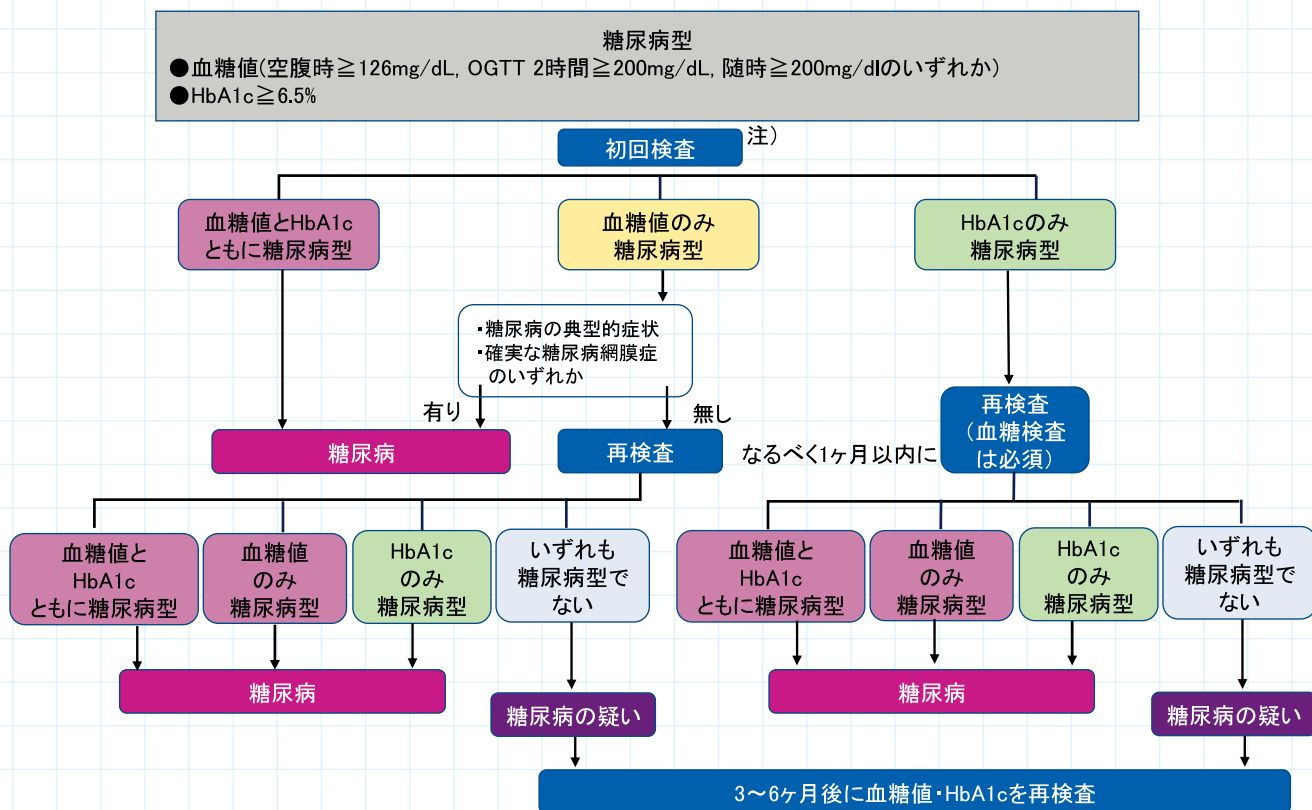 糖尿病型
●血糖値(空腹時≧126mg/dL, OGTT 2時間≧200mg/dL, 随時≧200mg/dlのいずれか)
●HbA1c≧6.5%
初回検査
注)
血糖値とHbA1c
ともに糖尿病型
血糖値のみ
糖尿病型
HbA1cのみ
糖尿病型
・糖尿病の典型的症状
・確実な糖尿病網膜症
のいずれか
有り
無し
糖尿病
再検査
なるべく1ヶ月以内に
再検査
(血糖検査
は必須)
血糖値と
HbA1c
ともに糖尿病型
血糖値
のみ
糖尿病型
HbA1c
のみ
糖尿病型
いずれも
糖尿病型で
ない
血糖値と
HbA1c
ともに糖尿病型
血糖値
のみ
糖尿病型
HbA1c
のみ
糖尿病型
いずれも
糖尿病型で
ない
糖尿病
糖尿病
糖尿病の疑い
糖尿病の疑い
3〜6ヶ月後に血糖値・HbA1cを再検査